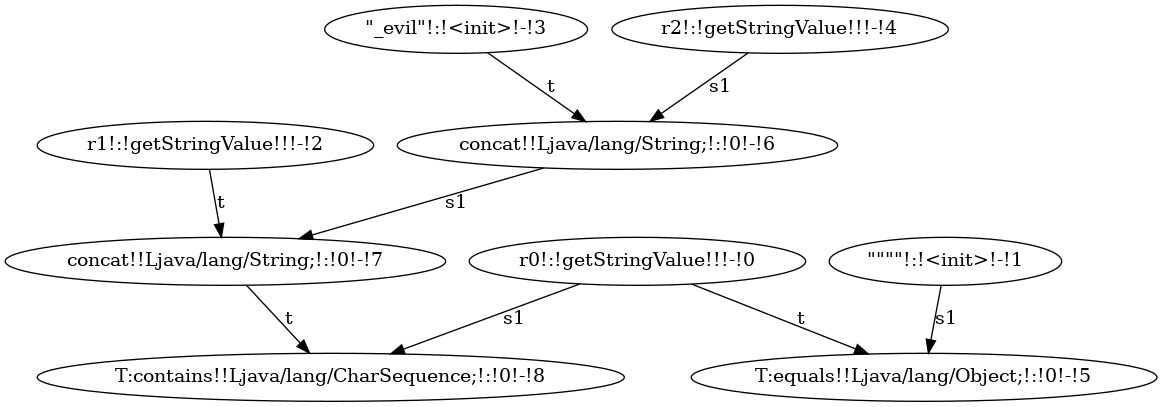 "_evil"!:!<init>!-!3
r2!:!getStringValue!!!-!4
t
s1
r1!:!getStringValue!!!-!2
concat!!Ljava/lang/String;!:!0!-!6
t
s1
concat!!Ljava/lang/String;!:!0!-!7
r0!:!getStringValue!!!-!0
""""!:!<init>!-!1
t
s1
t
s1
T:contains!!Ljava/lang/CharSequence;!:!0!-!8
T:equals!!Ljava/lang/Object;!:!0!-!5